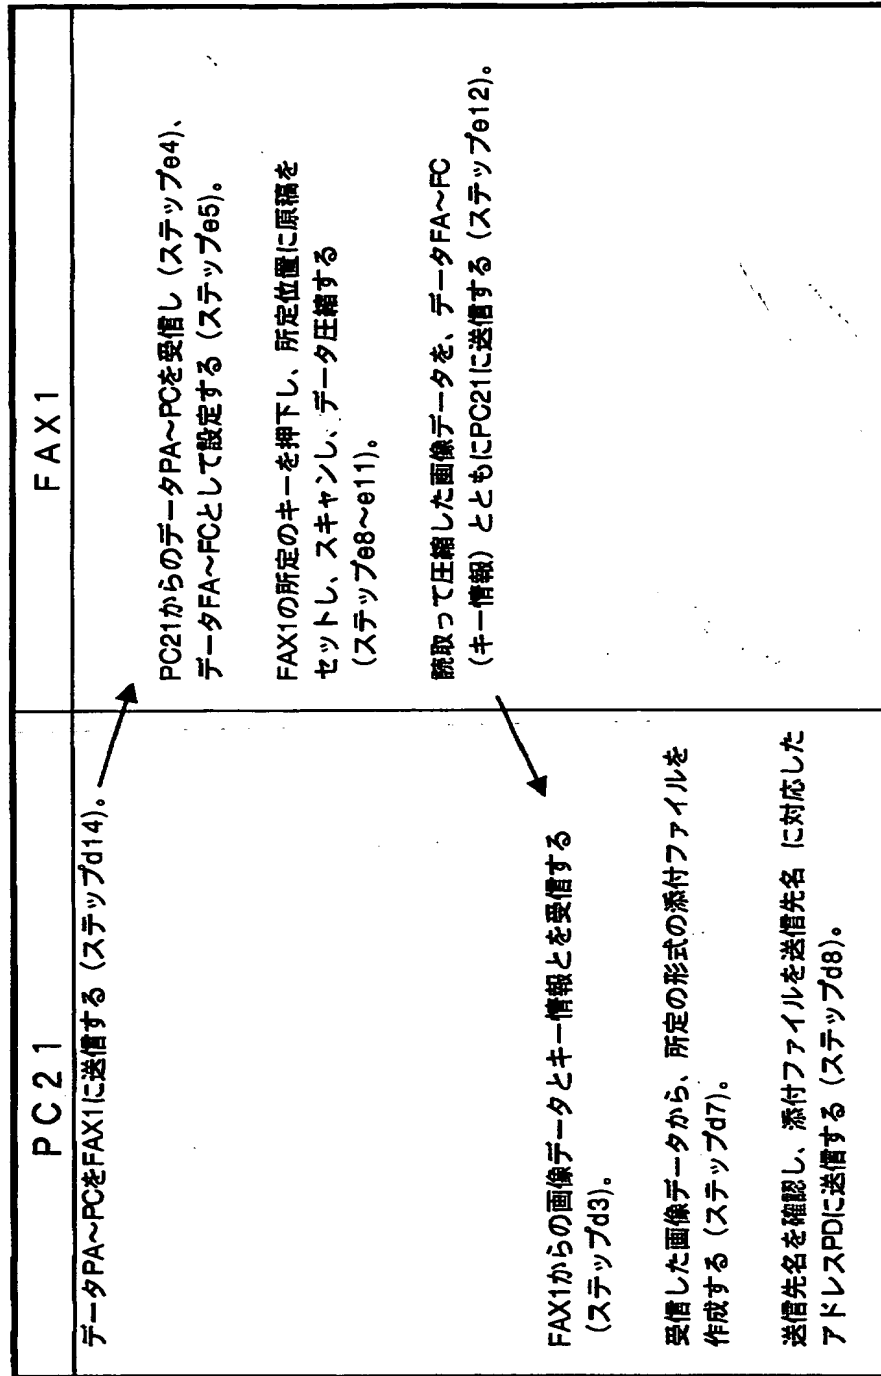 PC21
データPA～PCをFAX1に送信する（ステップd14）。
FAX1からの画像データとキー情報とを受信する
（ステップd3）。
受信した画像データから、所定の形式の添付ファイルを
作成する（ステップd7）。
送信先名を確認し、添付ファイルを送信先名 に対応した
アドレスPDに送信する（ステップd8）。
FAX1
PC21からのデータPA～PCを受信し（ステップe4）、
データFA～FCとして設定する（ステップe5）。
FAX1の所定のキーを押下し、所定位置に原稿を
セットし、スキャンし、データ圧縮する
（ステップe8～e11）。
読取って圧縮した画像データを、データFA～FC
（キー情報）とともにPC21に送信する（ステップe12）。